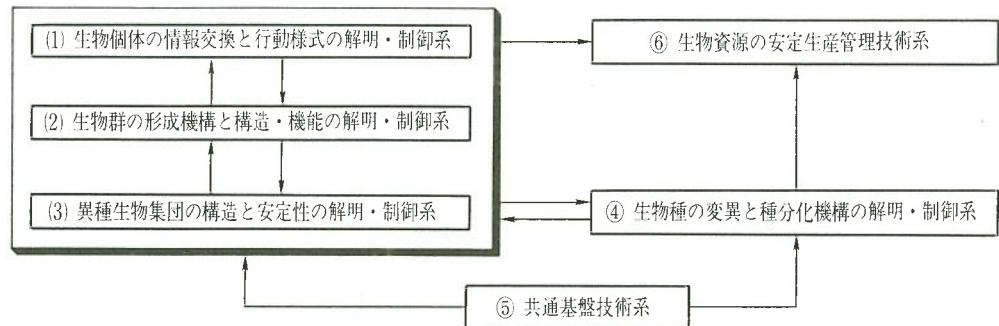 (1) 生物個体の情報交換と行動様式の解明・制御系
⑥ 生物資源の安定生産管理技術系
(2) 生物群の形成機構と構造・機能の解明・制御系
(3) 異種生物集団の構造と安定性の解明・制御系
④ 生物種の変異と種分化機構の解明・制御系
⑤ 共通基盤技術系